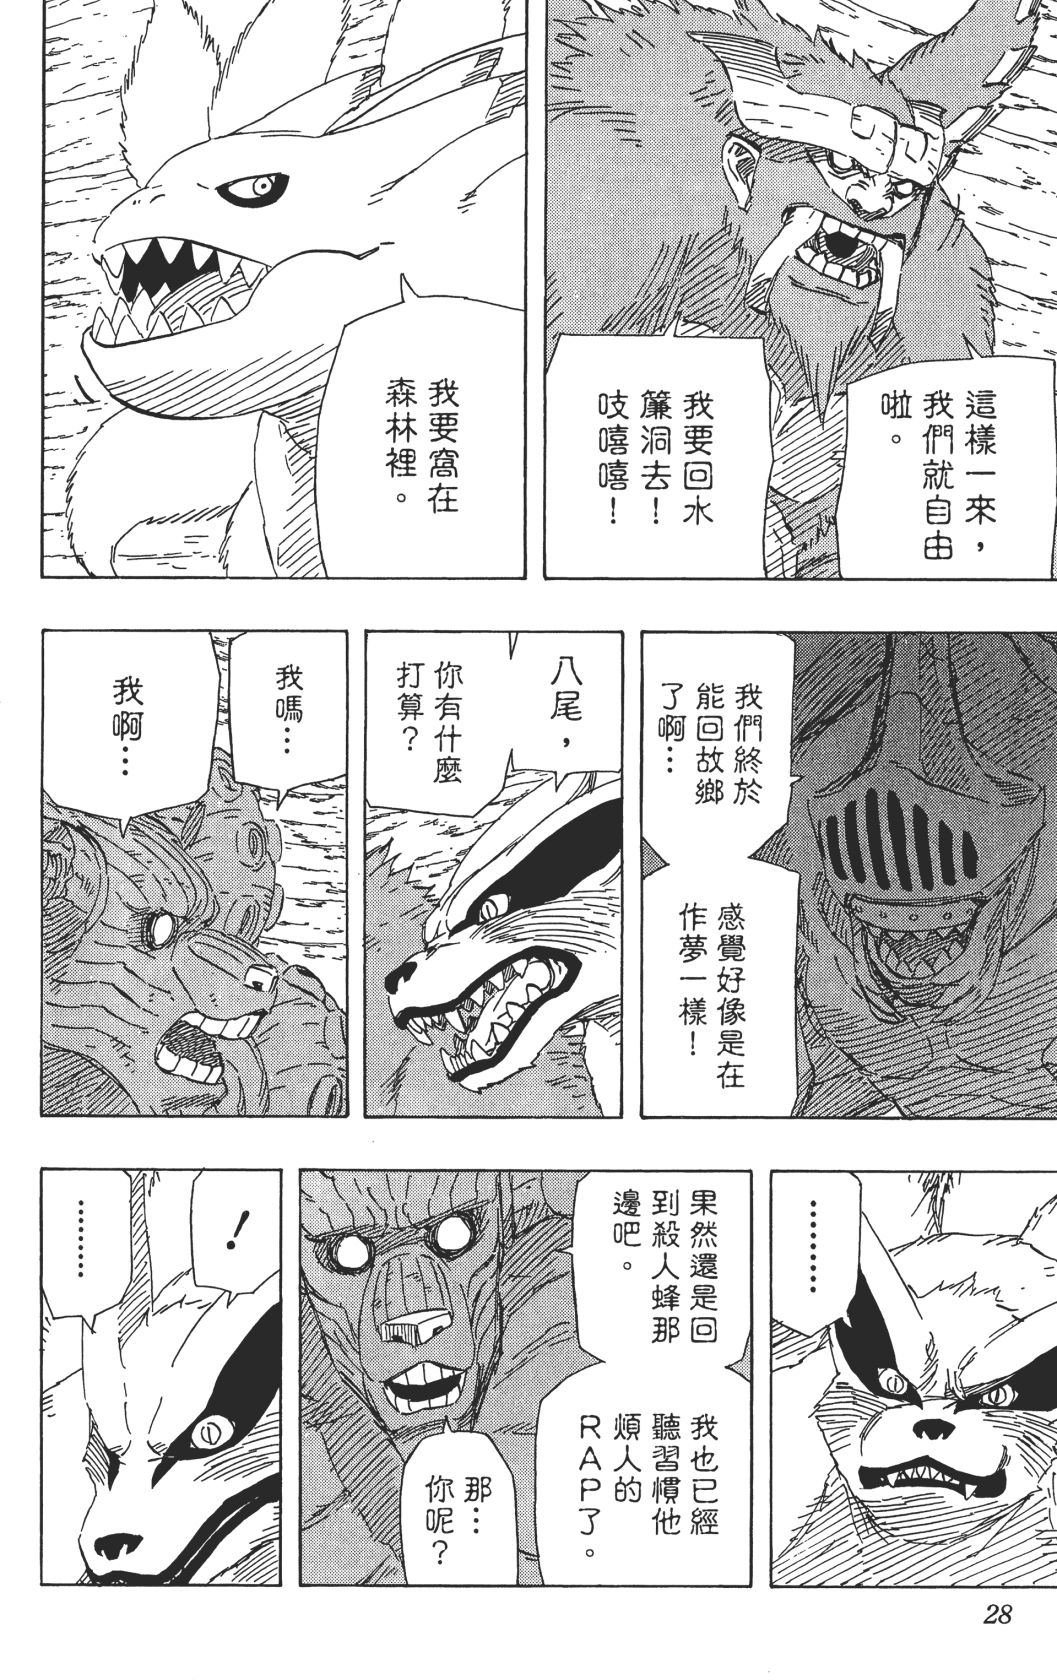 這樣一來，
我們就自由
啦。
我要回水
簾洞去！
吱嘻嘻！
我要窩在
森林裡。
我們終於
能回故鄉
了啊…
感覺好像是在
作夢一樣！
八尾，
你有什麼
打算？
我嗎…
我啊…
………
果然還是回
到殺人蜂那
邊吧。
我也已經
聽習慣他
煩人的
RAP了。
那…
你呢？
！
………
28